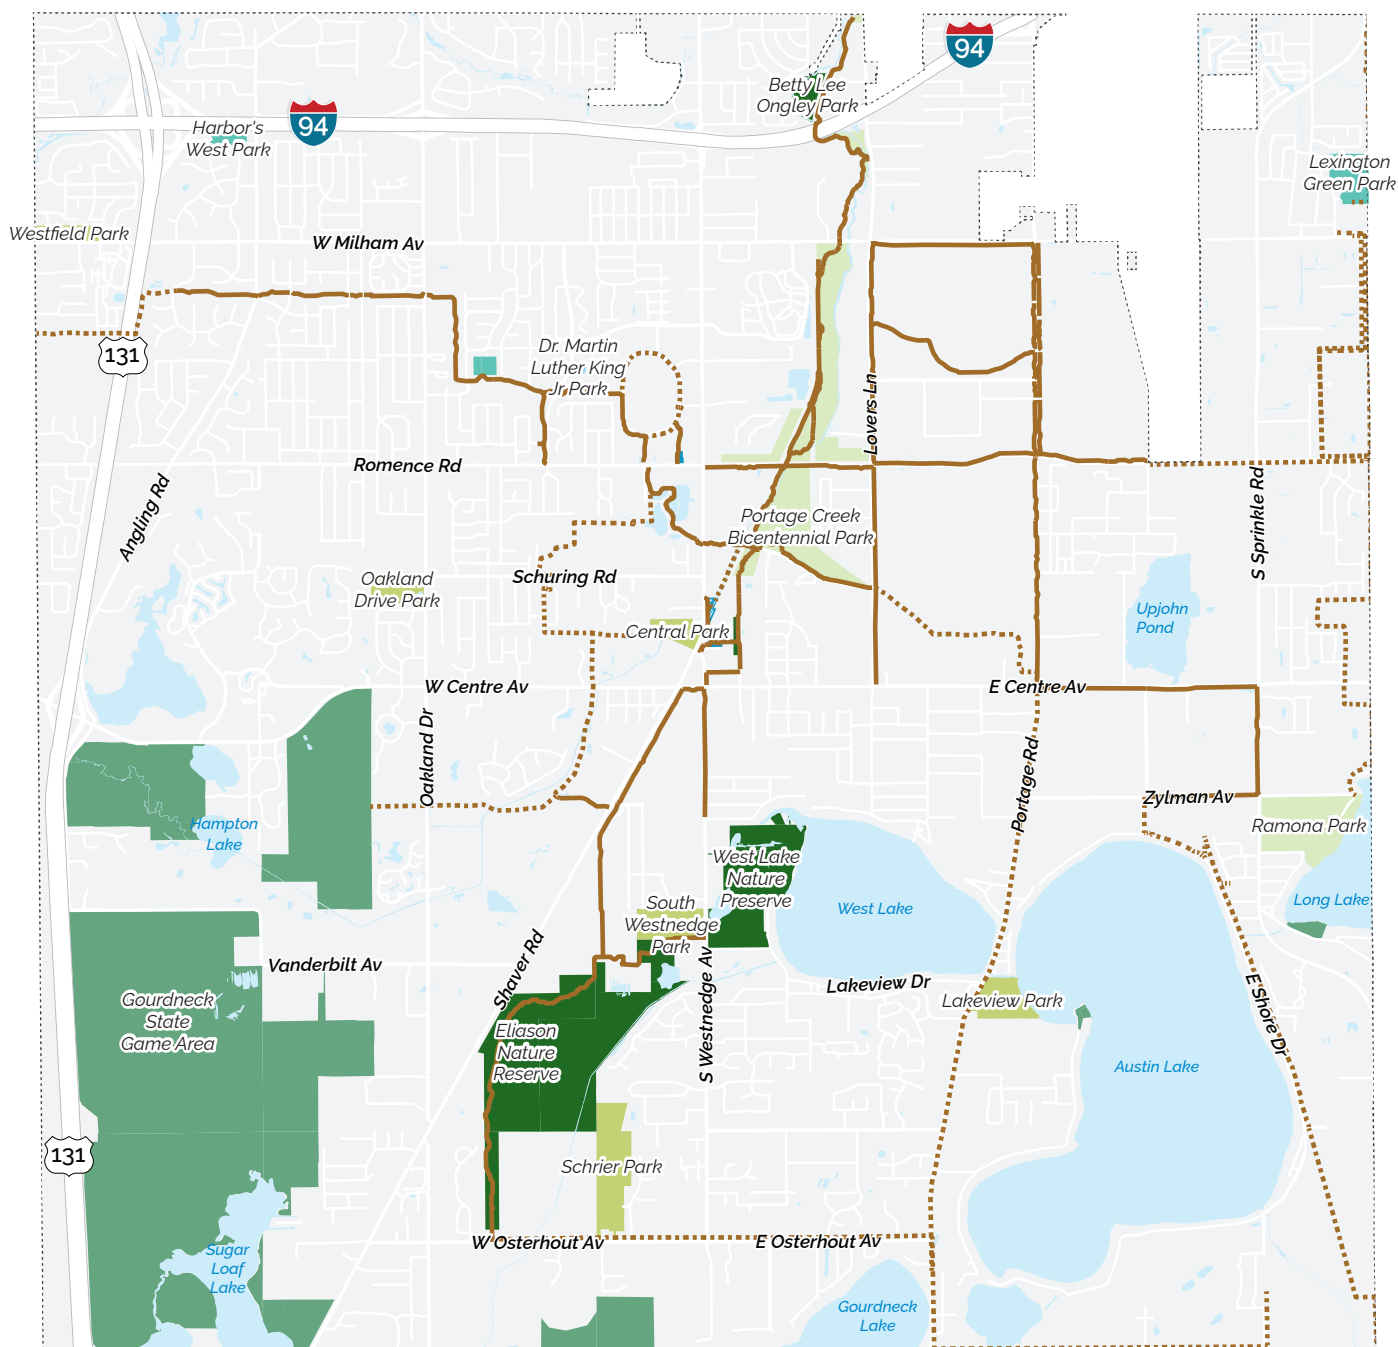 94
Betty Lee
Ongley Park
94
Harbor's
West Park
Lexington
Green Park
Westfield Park
W Milham Av
131
Dr. Martin
Luther King
Jr Park
Lovers Ln
Romence Rd
Angling Rd
S Sprinkle Rd
Portage Creek
Bicentennial Park
Schuring Rd
Oakland
Drive Park
Upjohn
Pond
Central Park
W Centre Av
E Centre Av
Oakland Dr
Portage Rd
Zylman Av
Hampton
Lake
Ramona Park
West Lake
Nature
Preserve
South
Westnedge
Park
West Lake
Long Lake
Vanderbilt Av
Shaver Rd
S Westnedge Av
Lakeview Dr
Lakeview Park
E Shore Dr
Gourdneck
State
Game Area
Eliason
Nature
Reserve
Austin Lake
131
Schrier Park
W Osterhout Av
E Osterhout Av
Sugar
Loaf
Lake
Gourdneck
Lake